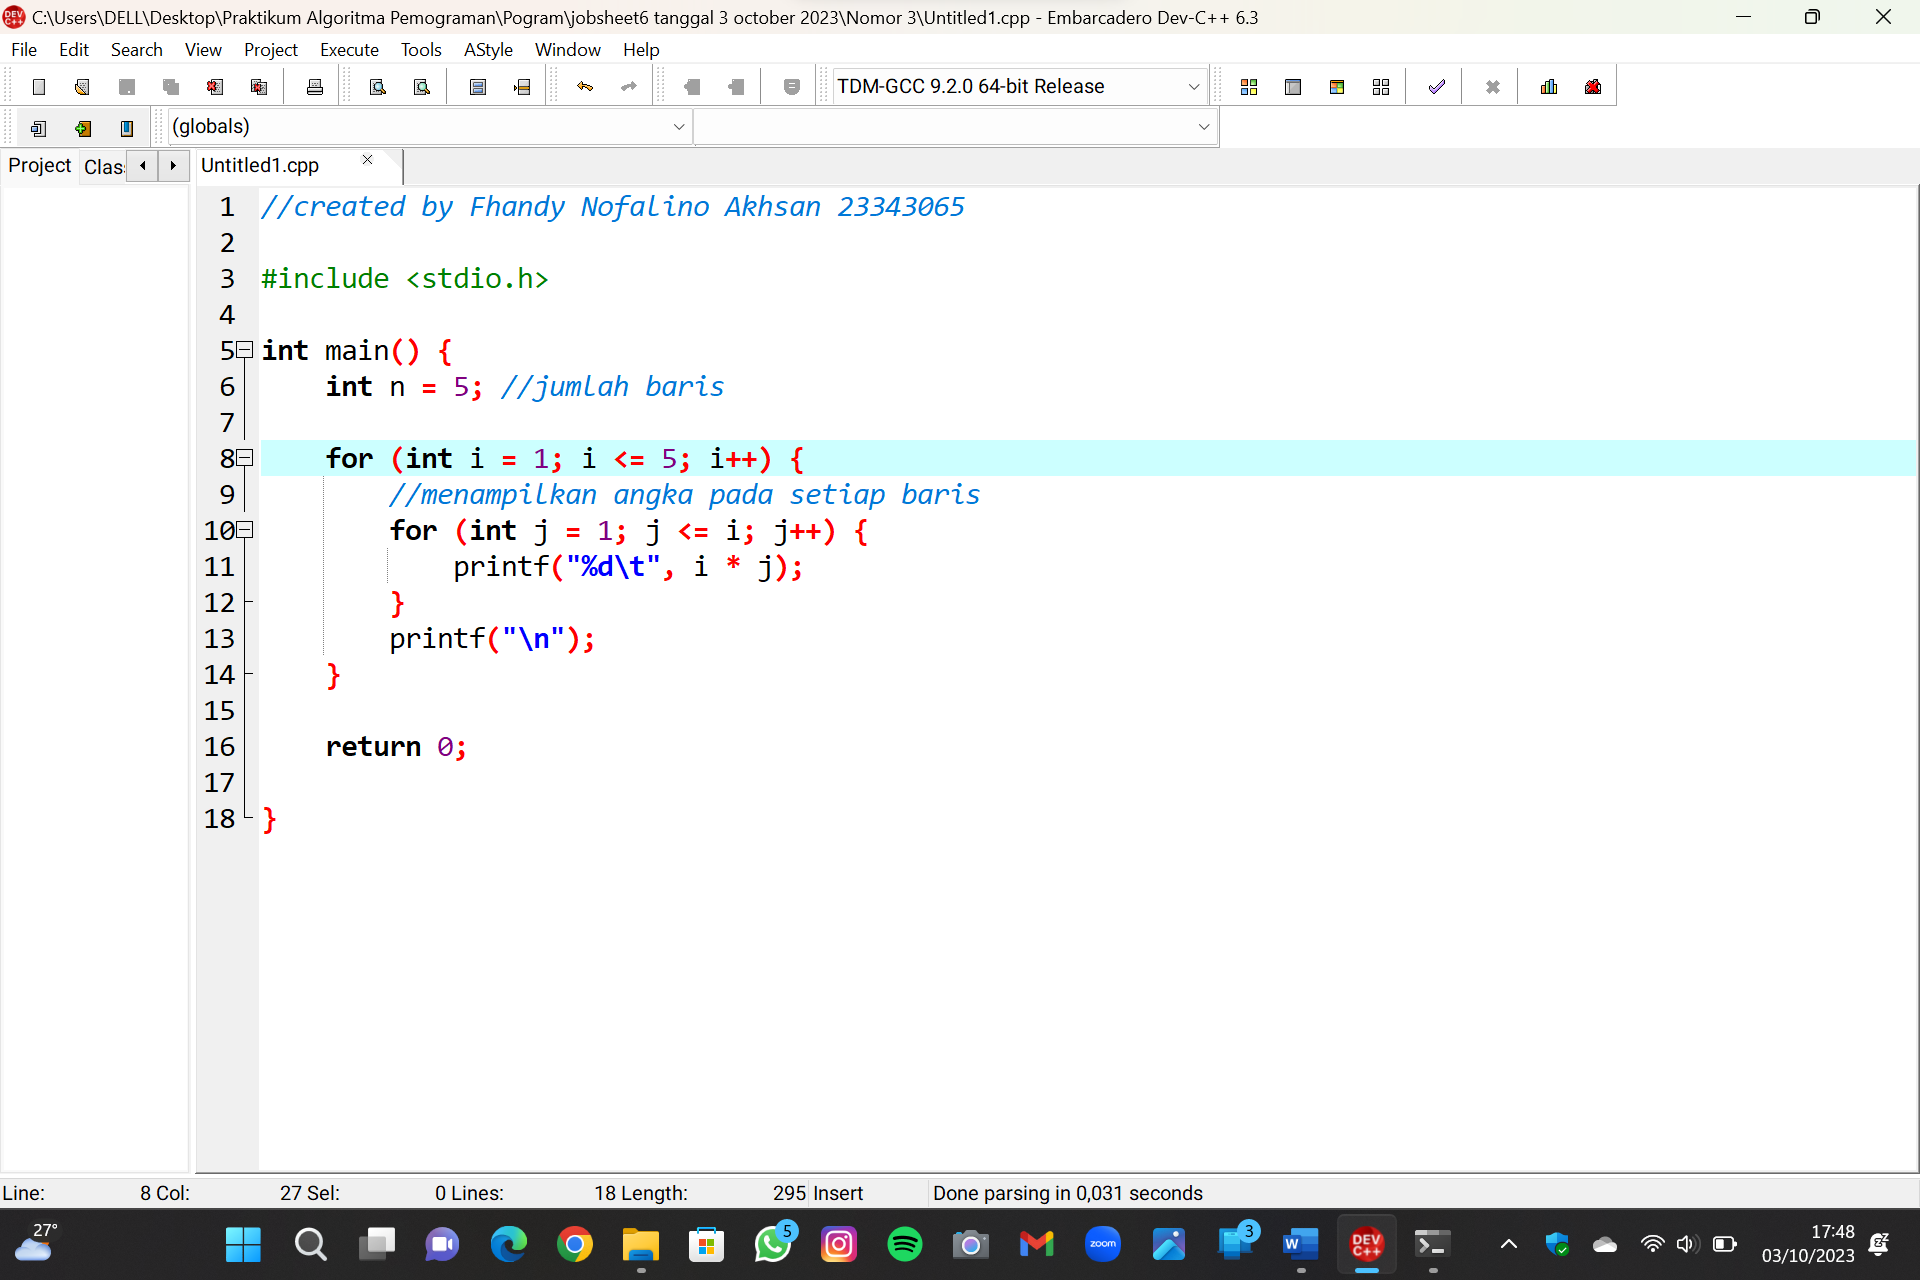 C:\Users\DELL\Desktop\Praktikum Algoritma Pemograman\Pogram\jobsheet6 tanggal 3 october 2023\Nomor 3\Untitled1.cpp - Embarcadero Dev-C++ 6.3
File Edit Search View Project Execute Tools AStyle Window Help
TDM-GCC 9.2.0 64-bit Release
(globals)
Project Clas
Untitled1.cpp
1 //created by Fhandy Nofalino Akhsan 23343065
2
3 #include <stdio.h>
4
5 int main() {
6 int n = 5; //jumlah baris
7
8 for (int i = 1; i <= 5; i++) {
9 //menampilkan angka pada setiap baris
10 for (int j = 1; j <= i; j++) {
11 printf("%d\t", i * j);
12 }
13 printf("\n");
14 }
15
16 return 0;
17
18 }
Line: 8 Col: 27 Sel: 0 Lines: 18 Length: 295 Insert Done parsing in 0,031 seconds
27°
5
zoom
3
W
DEV C++
17:48
03/10/2023